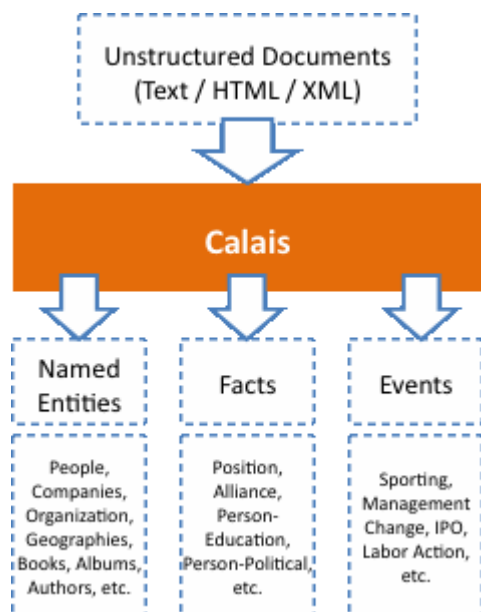 Unstructured Documents
(Text / HTML / XML)
Calais
Named
Entities
Facts
Events
People,
Companies,
Organization,
Geographies,
Books, Albums,
Authors, etc.
Position,
Alliance,
Person-
Education,
Person-Political,
etc.
Sporting,
Management
Change, IPO,
Labor Action,
etc.